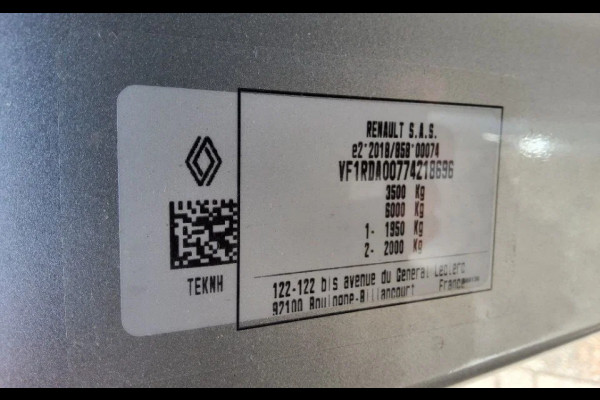 RENAULT S.A.S.
e2*2018/858*00074
VF1RDA00774218696
3500 Kg
6000 Kg
1- 1950 Kg
2- 2000 Kg
TEKNH
122-122 bis avenue du General Leclerc
92100 Boulogne-Billancourt France